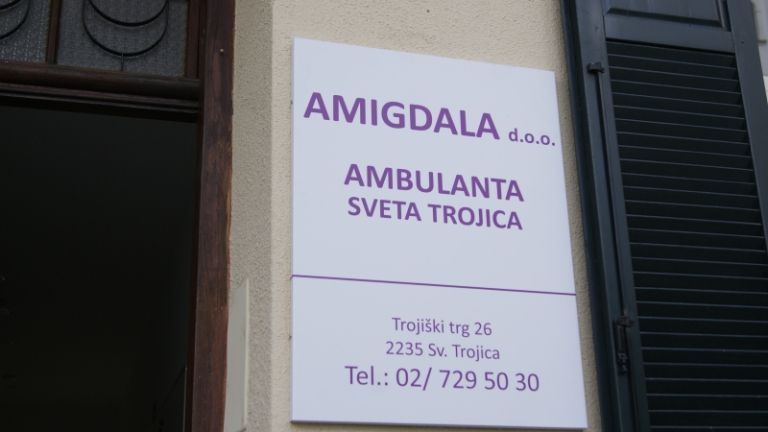 AMIGDALA d.o.o.
AMBULANTA
SVETA TROJICA
Trojiški trg 26
2235 Sv. Trojica
Tel.: 02/ 729 50 30